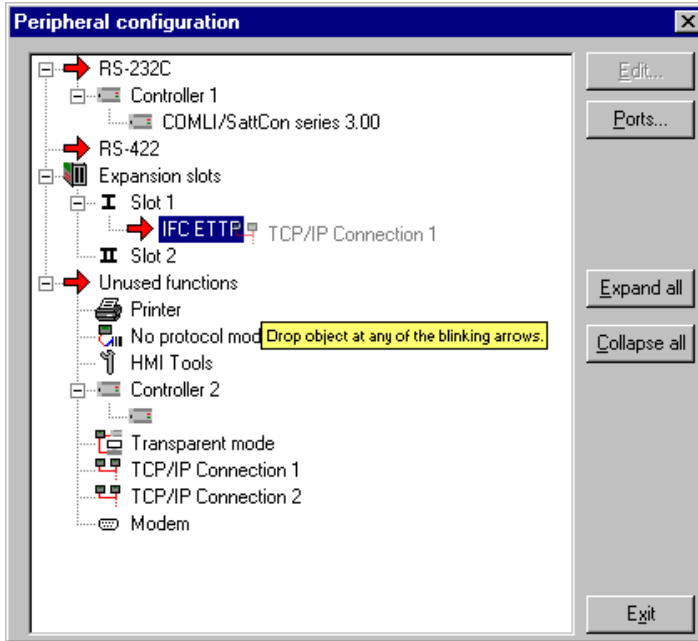 Peripheral configuration
RS-232C
Edit...
Controller 1
COMLI/SattCon series 3.00
Ports...
RS-422
Expansion slots
I Slot 1
IFC ETTP TCP/IP Connection 1
II Slot 2
Unused functions
Expand all
Printer
No protocol mod Drop object at any of the blinking arrows.
Collapse all
HMI Tools
Controller 2
Transparent mode
TCP/IP Connection 1
TCP/IP Connection 2
Modem
Exit